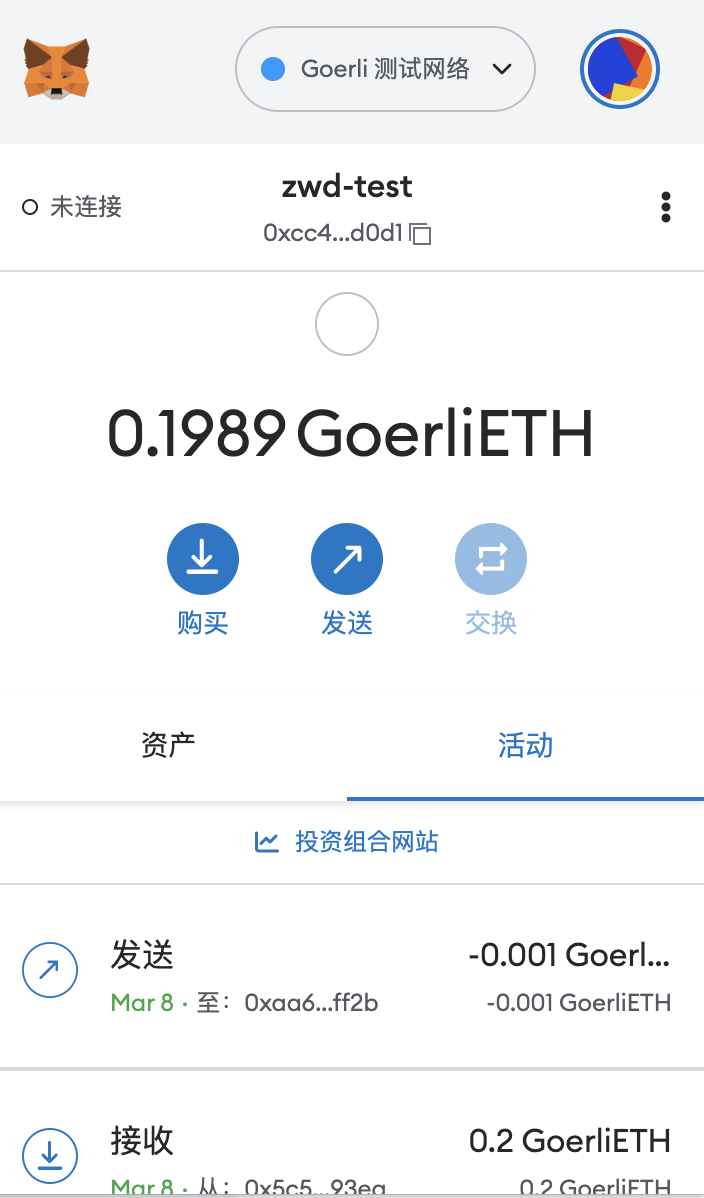 Goerli 测试网络
未连接
zwd-test
0xcc4...d0d1
0.1989 GoerliETH
购买
发送
交换
资产
活动
投资组合网站
发送
-0.001 Goerl...
Mar 8 · 至: 0xaa6...ff2b
-0.001 GoerliETH
接收
0.2 GoerliETH
Mar 8 · 从: 0x5c5...93ea
0.2 GoerliETH